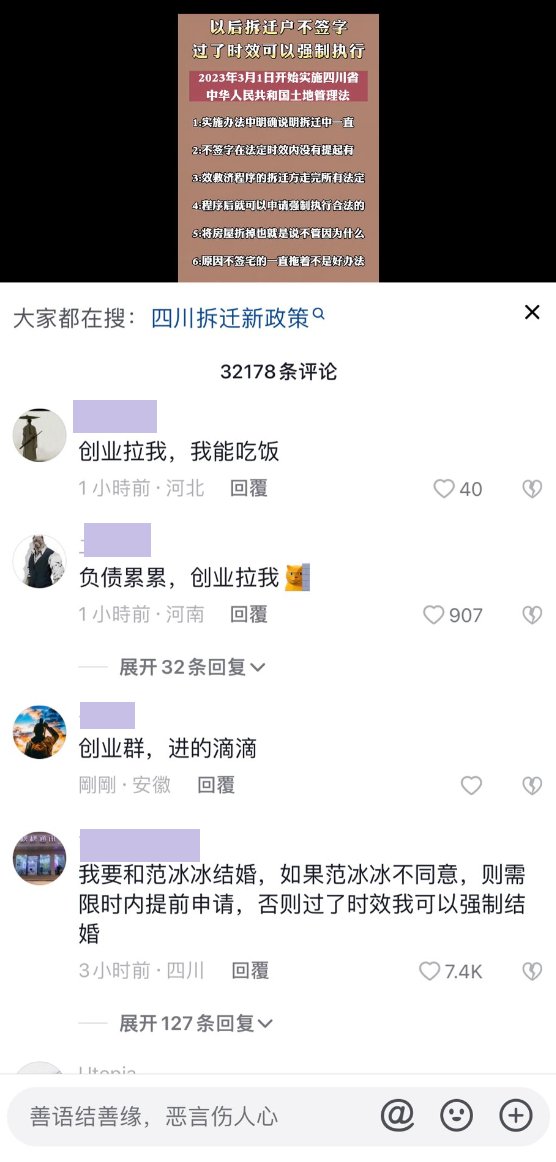 以后拆迁户不签字
过了时效可以强制执行
2023年3月1日开始实施四川省
中华人民共和国土地管理法
1:实施办法中明确说明拆迁中一直
2:不签字在法定时效内没有提起有
3:效救济程序的拆迁方走完所有法定
4:程序后就可以申请强制执行合法的
5:将房屋拆掉也就是说不管因为什么
6:原因不签宅的一直拖着不是好办法
大家都在搜： 四川拆迁新政策
32178条评论
创业拉我，我能吃饭
1小時前·河北 回覆 40
负债累累，创业拉我
1小時前·河南 回覆 907
展开32条回复
创业群，进的滴滴
剛剛·安徽 回覆
我要和范冰冰结婚，如果范冰冰不同意，则需
限时内提前申请，否则过了时效我可以强制结
婚
3小时前·四川 回覆 7.4K
展开127条回复
Utopia
善语结善缘，恶言伤人心